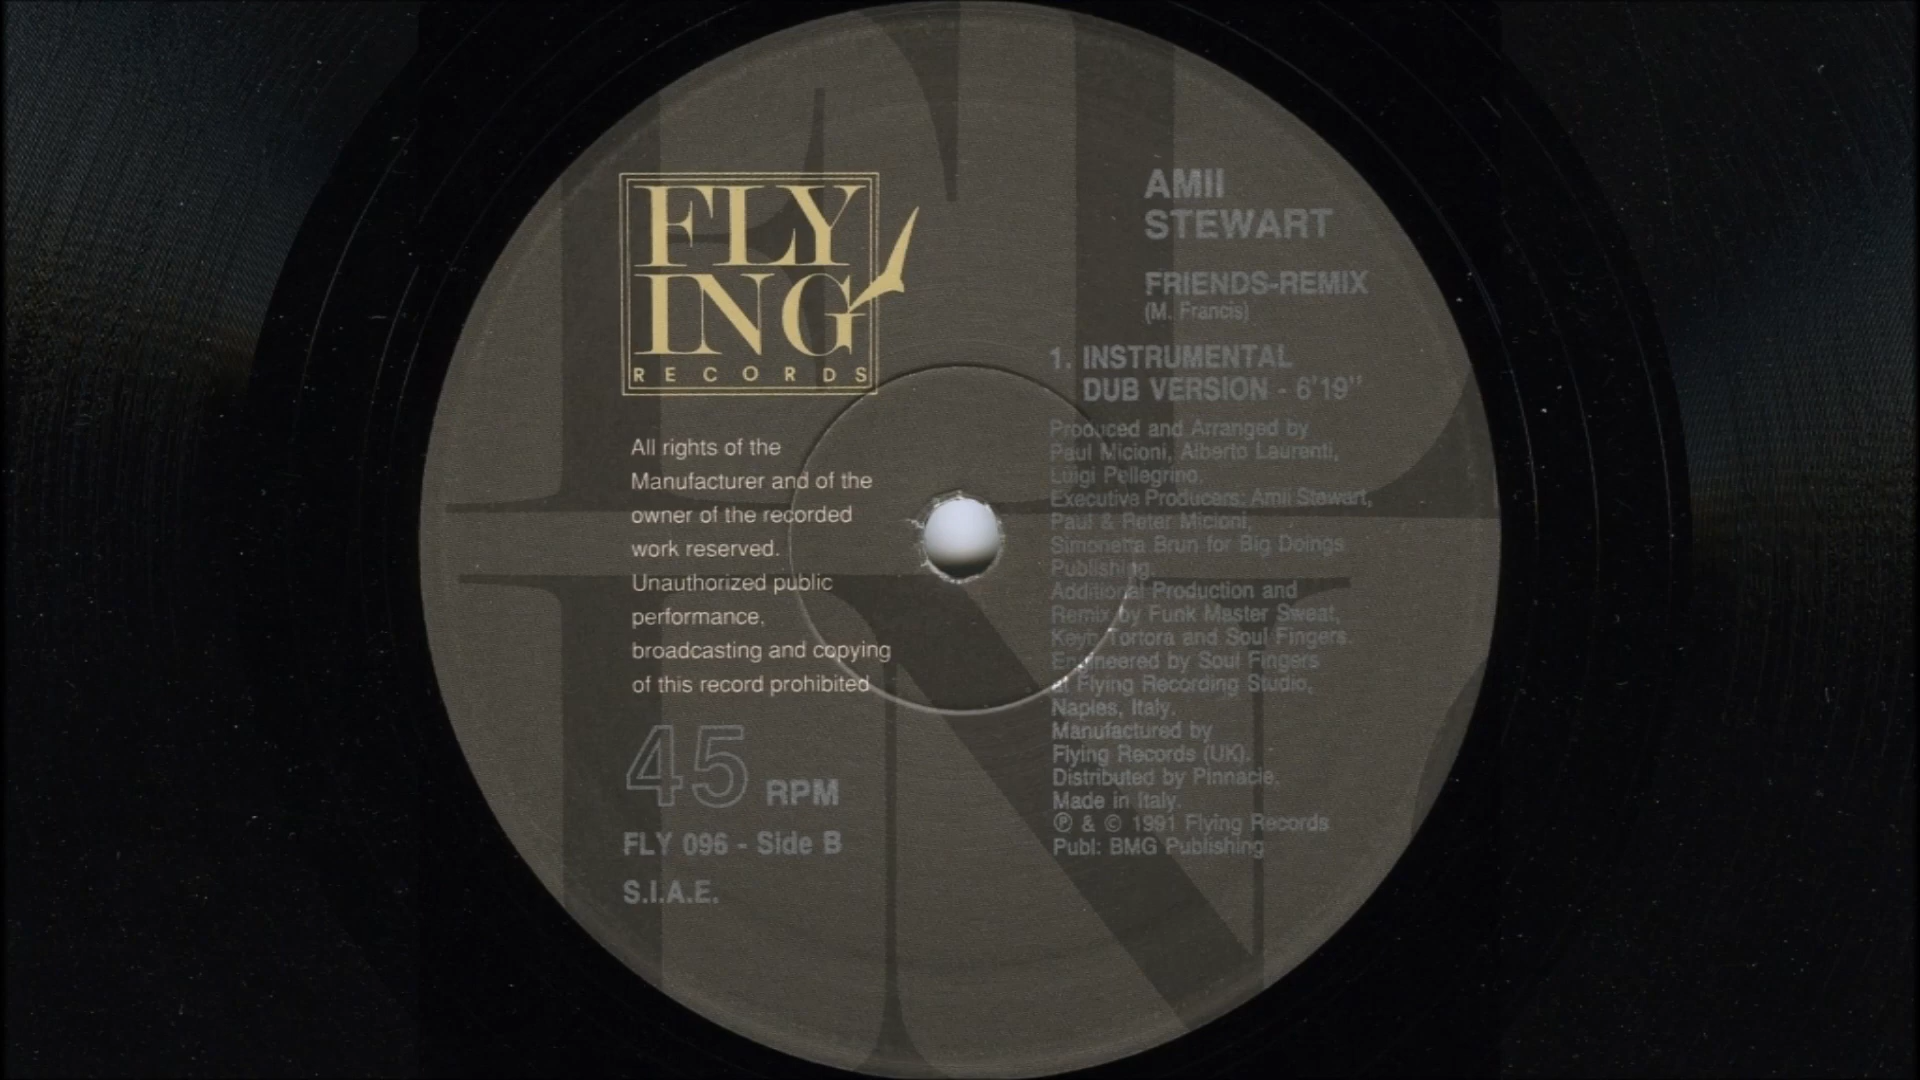 FLY
ING
RECORDS
All rights of the
Manufacturer and of the
owner of the recorded
work reserved.
Unauthorized public
performance,
broadcasting and copying
of this record prohibited
45 RPM
FLY 096 - Side B
S.I.A.E.
AMII
STEWART
FRIENDS-REMIX
(M. Francis)
1. INSTRUMENTAL
DUB VERSION - 6'19"
Produced and Arranged by
Paul Micioni, Alberto Laurenti,
Luigi Pellegrino.
Executive Producers: Amii Stewart,
Paul & Peter Micioni,
Simonetta Brun for Big Doings
Publishing.
Additional Production and
Remix by Funk Master Sweat,
Tortora and Soul Fingers.
Engineered by Soul Fingers
at Flying Recording Studio,
Naples, Italy.
Manufactured by
Flying Records (UK).
Distributed by Pinnacle,
Made in Italy.
℗ & © 1991 Flying Records
Publ: BMG Publishing